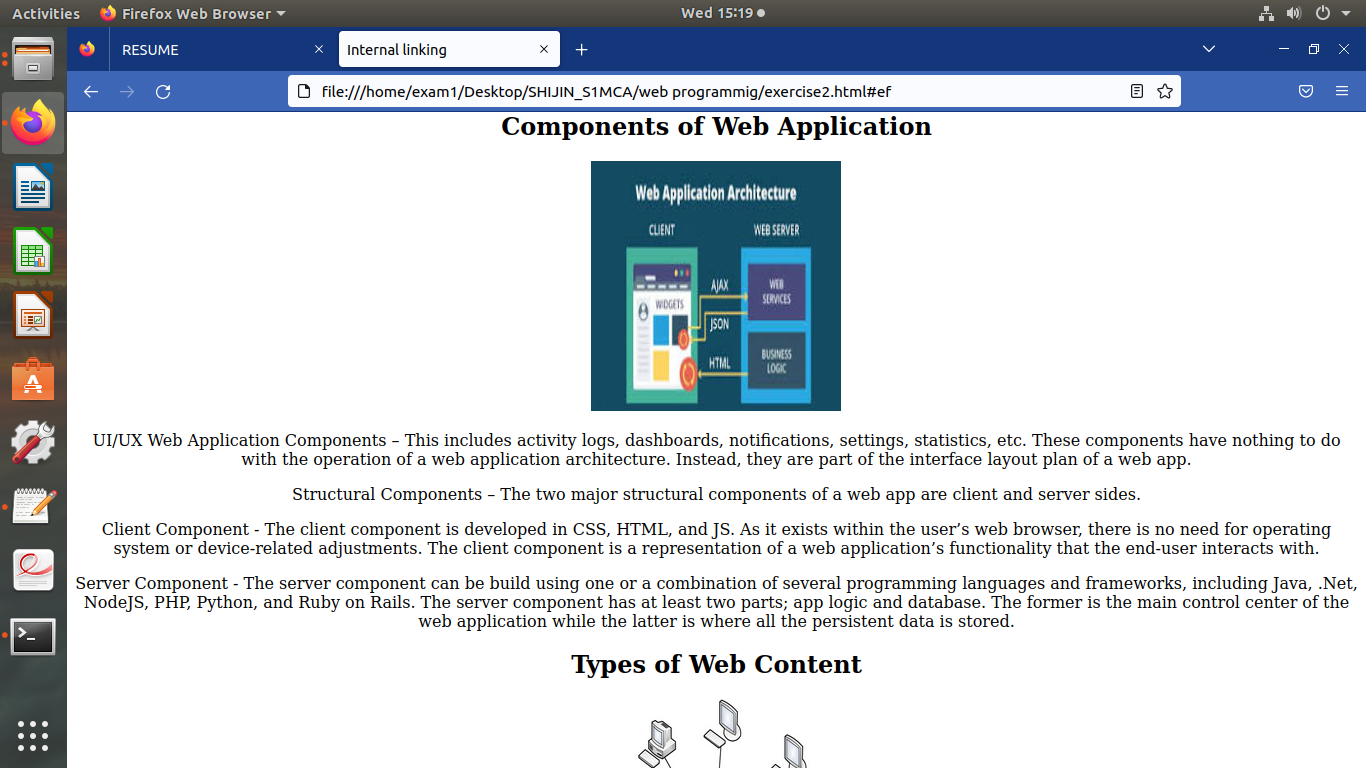 Activities Firefox Web Browser Wed 15:19
RESUME Internal linking
file:///home/exam1/Desktop/SHIJIN_S1MCA/web programmig/exercise2.html#ef
Components of Web Application
Web Application Architecture
CLIENT WEB SERVER
AJAX
WEB
SERVICES
WIDGETS
JSON
HTML
BUSINESS
LOGIC
UI/UX Web Application Components – This includes activity logs, dashboards, notifications, settings, statistics, etc. These components have nothing to do
with the operation of a web application architecture. Instead, they are part of the interface layout plan of a web app.
Structural Components – The two major structural components of a web app are client and server sides.
Client Component - The client component is developed in CSS, HTML, and JS. As it exists within the user’s web browser, there is no need for operating
system or device-related adjustments. The client component is a representation of a web application’s functionality that the end-user interacts with.
Server Component - The server component can be build using one or a combination of several programming languages and frameworks, including Java, .Net,
NodeJS, PHP, Python, and Ruby on Rails. The server component has at least two parts; app logic and database. The former is the main control center of the
web application while the latter is where all the persistent data is stored.
Types of Web Content